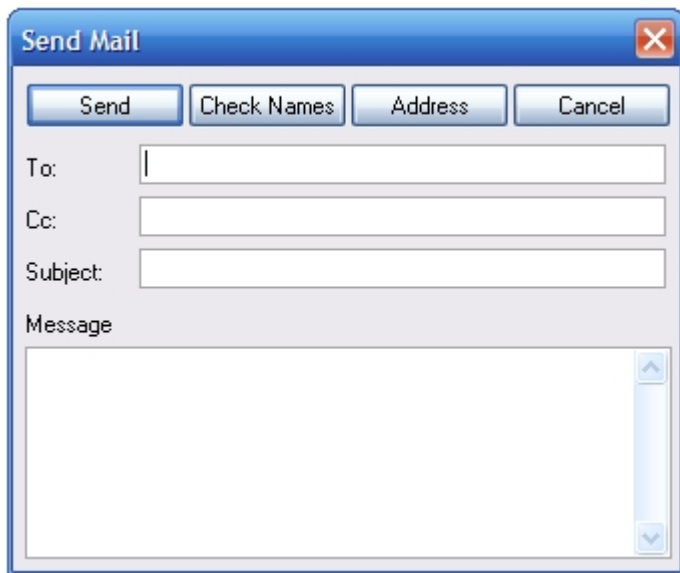 Send Mail
Send Check Names Address Cancel
To:
Cc:
Subject:
Message